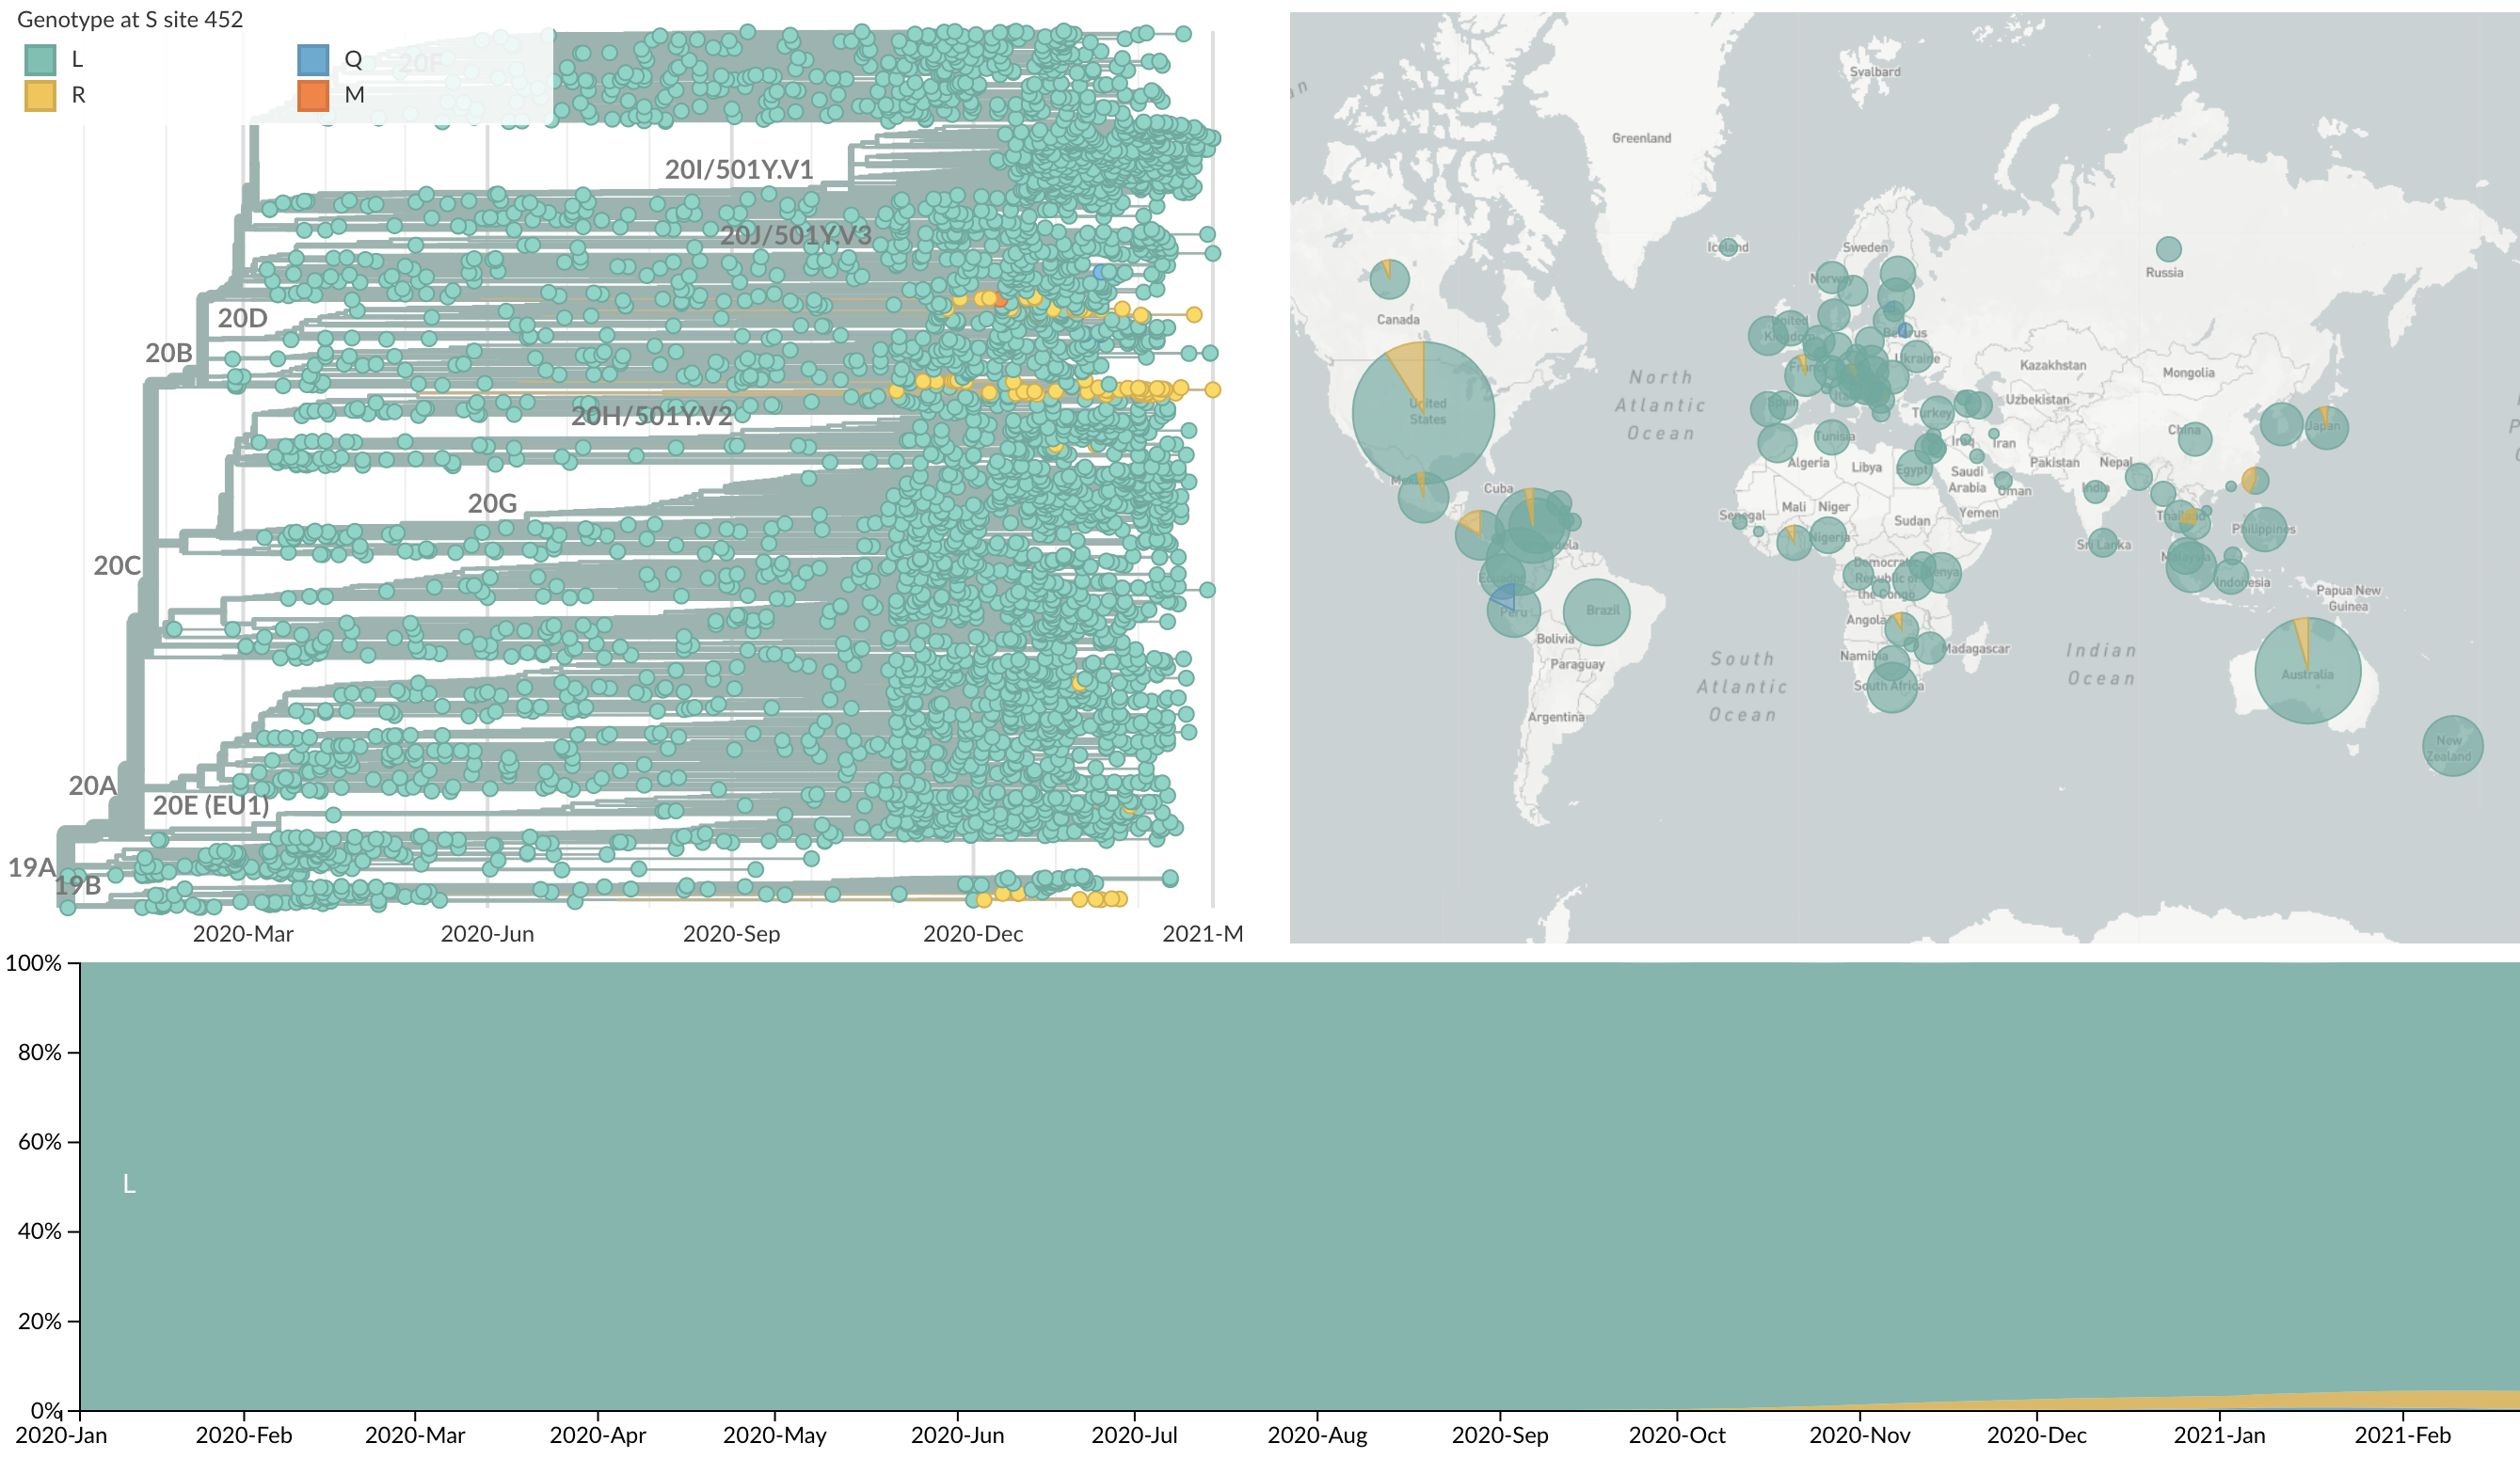 Genotype at S site 452
L
Q
R
M
20F
20I/501Y.V1
20J/501Y.V3
20D
20B
20H/501Y.V2
20G
20C
20A
20E (EU1)
19A
19B
2020-Mar
2020-Jun
2020-Sep
2020-Dec
2021-M
Svalbard
Greenland
Iceland
Sweden
Norway
Russia
Canada
United
Kingdom
Belarus
Ukraine
France
Kazakhstan
Mongolia
North
Atlantic
Ocean
United
States
Spain
Uzbekistan
Turkey
Japan
China
Tunisia
Iraq
Iran
Algeria
Libya
Egypt
Saudi
Arabia
Pakistan
Nepal
Cuba
Oman
India
Mali
Niger
Senegal
Yemen
Sudan
Thailand
Philippines
Nigeria
Sri Lanka
Democratic
Republic of
the Congo
Kenya
Indonesia
Papua New
Guinea
Peru
Brazil
Angola
Bolivia
Madagascar
Namibia
Paraguay
South
Atlantic
Ocean
Indian
Ocean
South Africa
Australia
Argentina
New
Zealand
100%
80%
60%
L
40%
20%
0%
2020-Jan
2020-Feb
2020-Mar
2020-Apr
2020-May
2020-Jun
2020-Jul
2020-Aug
2020-Sep
2020-Oct
2020-Nov
2020-Dec
2021-Jan
2021-Feb